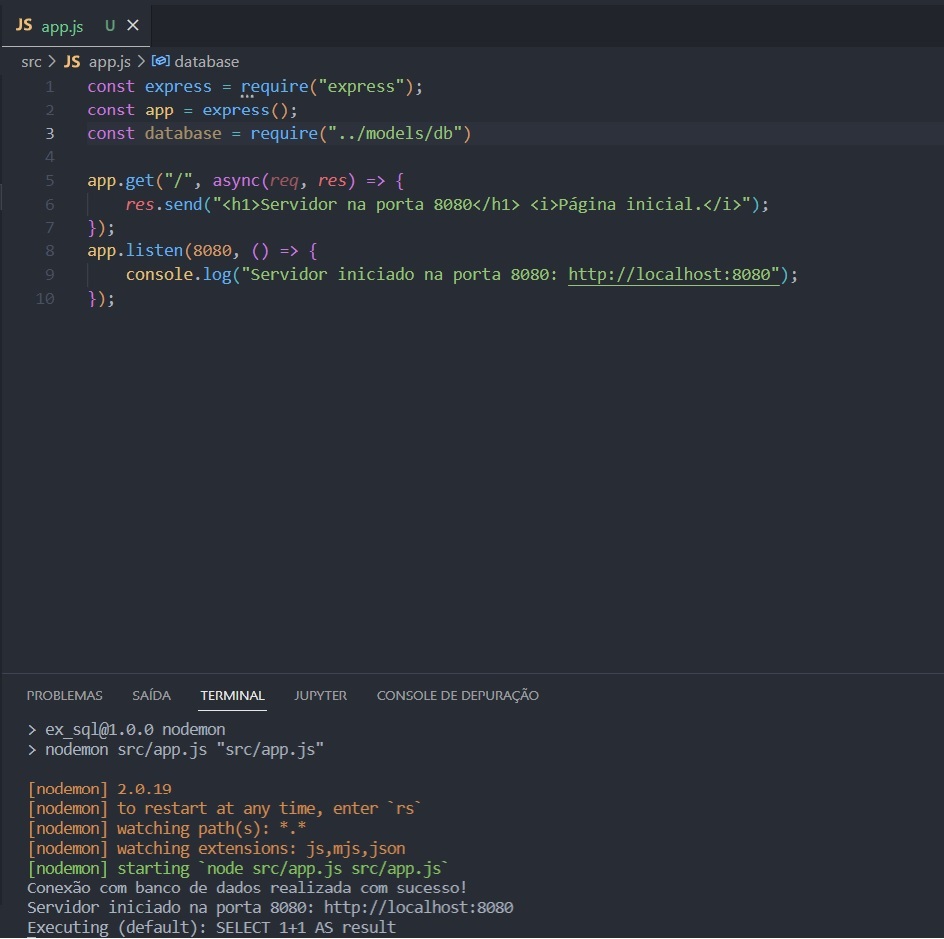 JS app.js U ×
src > JS app.js > database
1 const express = require("express");
2 const app = express();
3 const database = require("../models/db")
4
5 app.get("/", async(req, res) => {
6 res.send("<h1>Servidor na porta 8080</h1> <i>Página inicial.</i>");
7 });
8 app.listen(8080, () => {
9 console.log("Servidor iniciado na porta 8080: http://localhost:8080");
10 });
PROBLEMAS SAÍDA TERMINAL JUPYTER CONSOLE DE DEPURAÇÃO
> ex_sql@1.0.0 nodemon
> nodemon src/app.js "src/app.js"
[nodemon] 2.0.19
[nodemon] to restart at any time, enter `rs`
[nodemon] watching path(s): *.*
[nodemon] watching extensions: js,mjs,json
[nodemon] starting `node src/app.js src/app.js`
Conexão com banco de dados realizada com sucesso!
Servidor iniciado na porta 8080: http://localhost:8080
Executing (default): SELECT 1+1 AS result